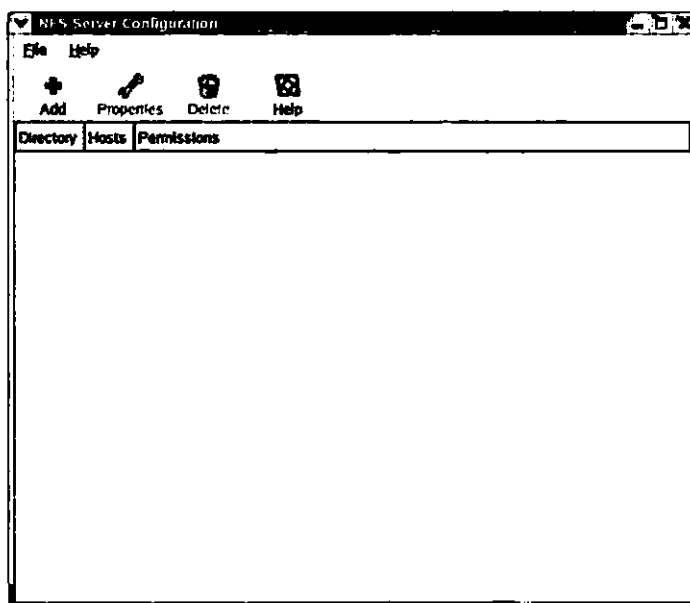 NFS Server Configuration
File Help
Add Properties Delete Help
Directory Hosts Permissions